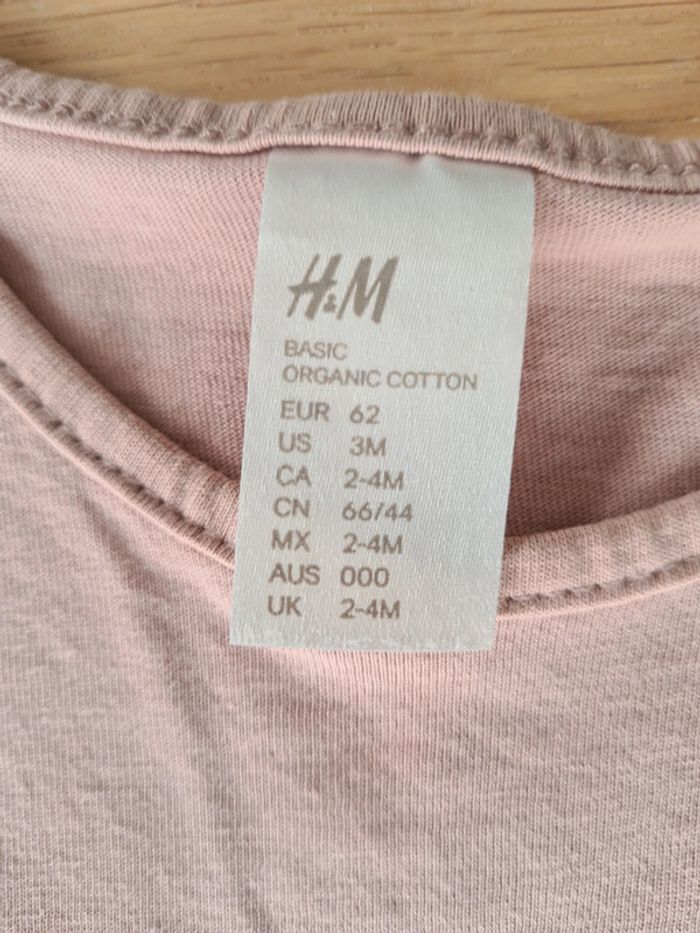 H&M
BASIC
ORGANIC COTTON
EUR 62
US 3M
CA 2-4M
CN 66/44
MX 2-4M
AUS 000
UK 2-4M